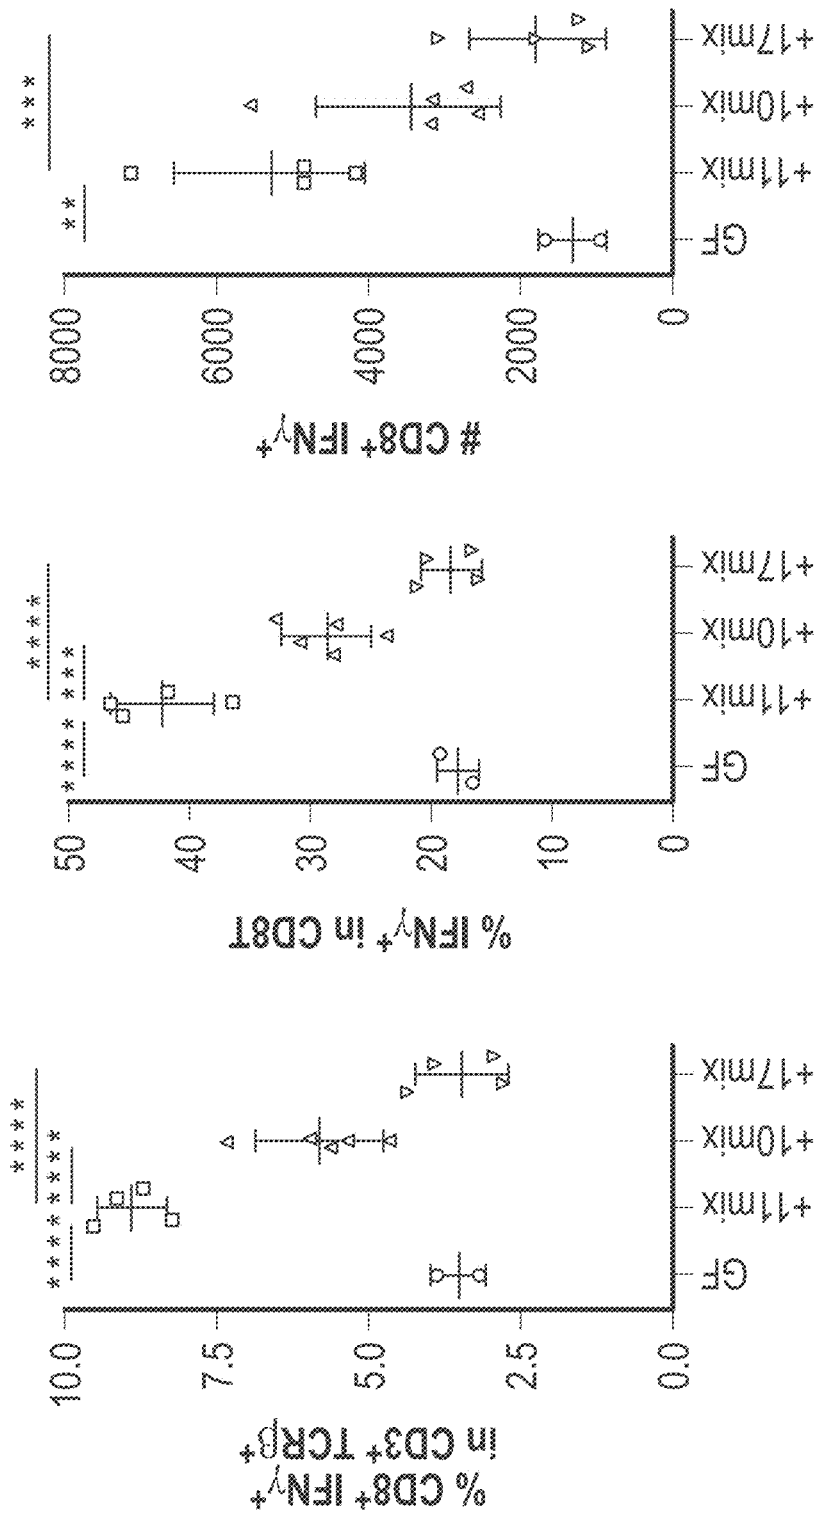 % CD8⁺ IFNγ⁺
in CD3⁺ TCRβ⁺
10.0
7.5
5.0
2.5
0.0
****
**** ****
GF
+11mix
+10mix
+17mix
% IFNγ⁺ in CD8T
50
40
30
20
10
0
****
**** ***
GF
+11mix
+10mix
+17mix
# CD8⁺ IFNγ⁺
8000
6000
4000
2000
0
***
**
GF
+11mix
+10mix
+17mix